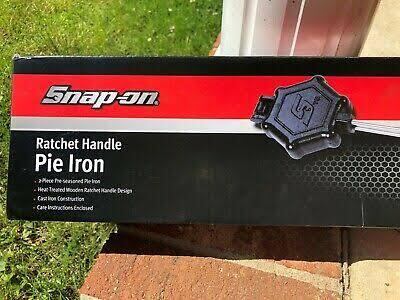 Snap-on
Ratchet Handle
Pie Iron
• 2-Piece Pre-seasoned Pie Iron
• Heat-Treated Wooden Ratchet Handle Design
• Cast Iron Construction
• Care Instructions Enclosed